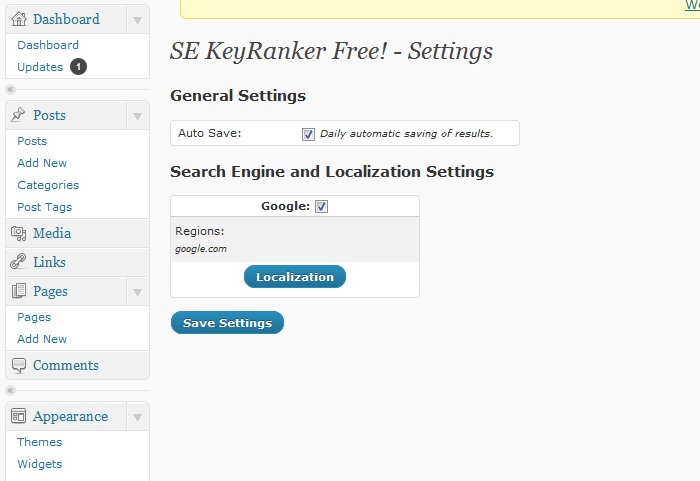 Dashboard
Dashboard
Updates 1
Posts
Posts
Add New
Categories
Post Tags
Media
Links
Pages
Pages
Add New
Comments
Appearance
Themes
Widgets
SE KeyRanker Free! - Settings
General Settings
Auto Save: Daily automatic saving of results.
Search Engine and Localization Settings
Google:
Regions:
google.com
Localization
Save Settings